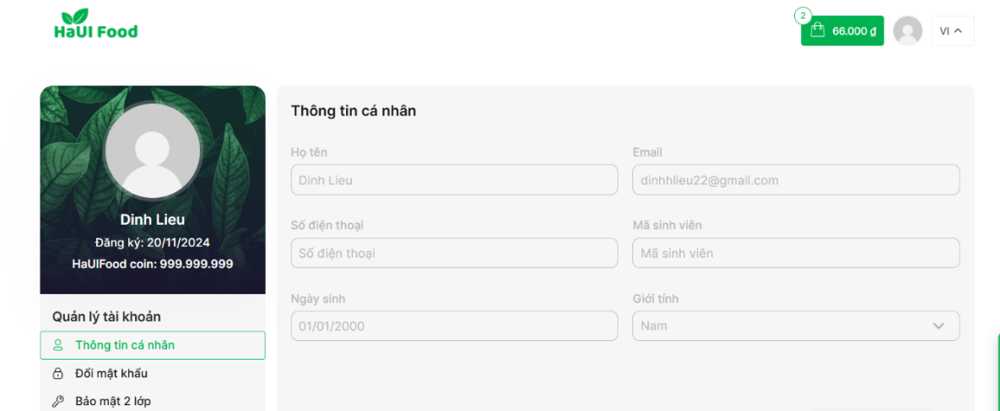 HaUI Food
2
66.000 ₫
VI
Dinh Lieu
Đăng ký: 20/11/2024
HaUIFood coin: 999.999.999
Quản lý tài khoản
Thông tin cá nhân
Đổi mật khẩu
Bảo mật 2 lớp
Thông tin cá nhân
Họ tên
Dinh Lieu
Email
dinhhlieu22@gmail.com
Số điện thoại
Số điện thoại
Mã sinh viên
Mã sinh viên
Ngày sinh
01/01/2000
Giới tính
Nam